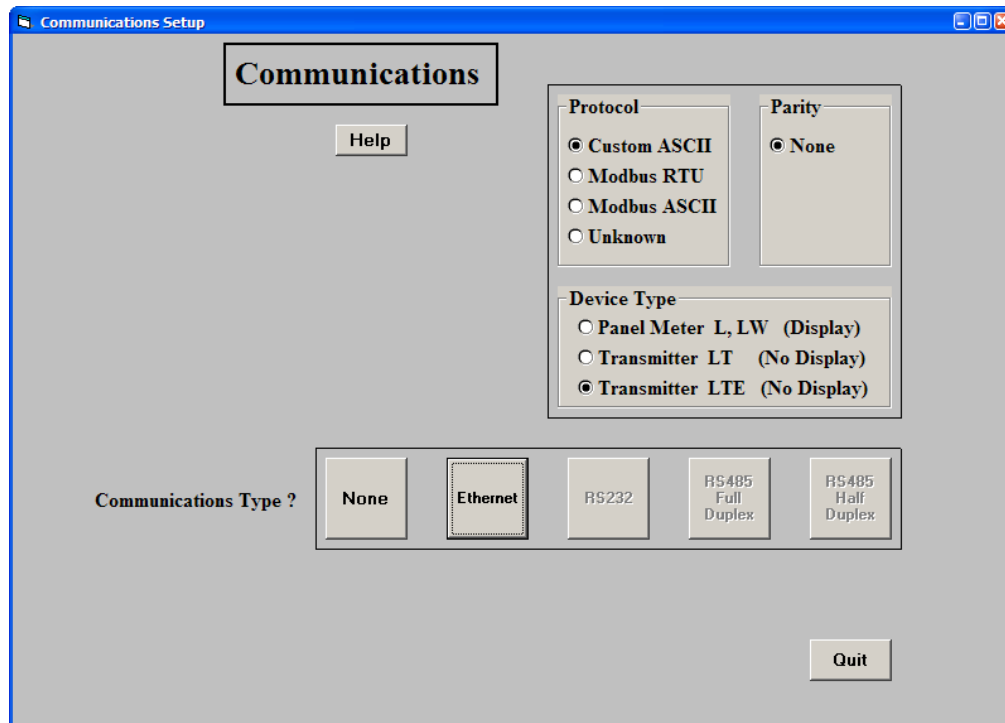 Communications Setup
Communications
Help
Protocol
Custom ASCII
Modbus RTU
Modbus ASCII
Unknown
Parity
None
Device Type
Panel Meter L, LW (Display)
Transmitter LT (No Display)
Transmitter LTE (No Display)
Communications Type ?
None
Ethernet
RS232
RS485
Full
Duplex
RS485
Half
Duplex
Quit